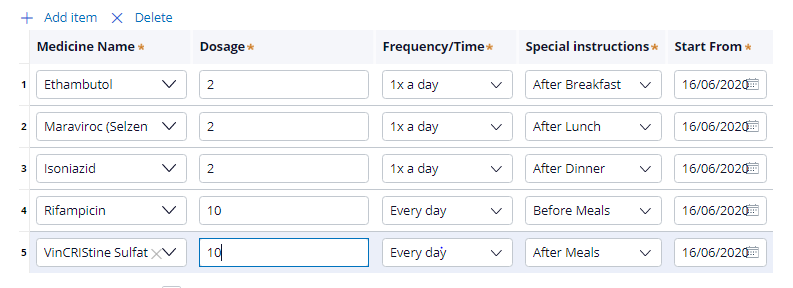 + Add item × Delete
Medicine Name * Dosage * Frequency/Time * Special instructions * Start From *
1 Ethambutol 2 1x a day After Breakfast 16/06/2020
2 Maraviroc (Selzen 2 1x a day After Lunch 16/06/2020
3 Isoniazid 2 1x a day After Dinner 16/06/2020
4 Rifampicin 10 Every day Before Meals 16/06/2020
5 VinCRIStine Sulfat 10 Every day After Meals 16/06/2020